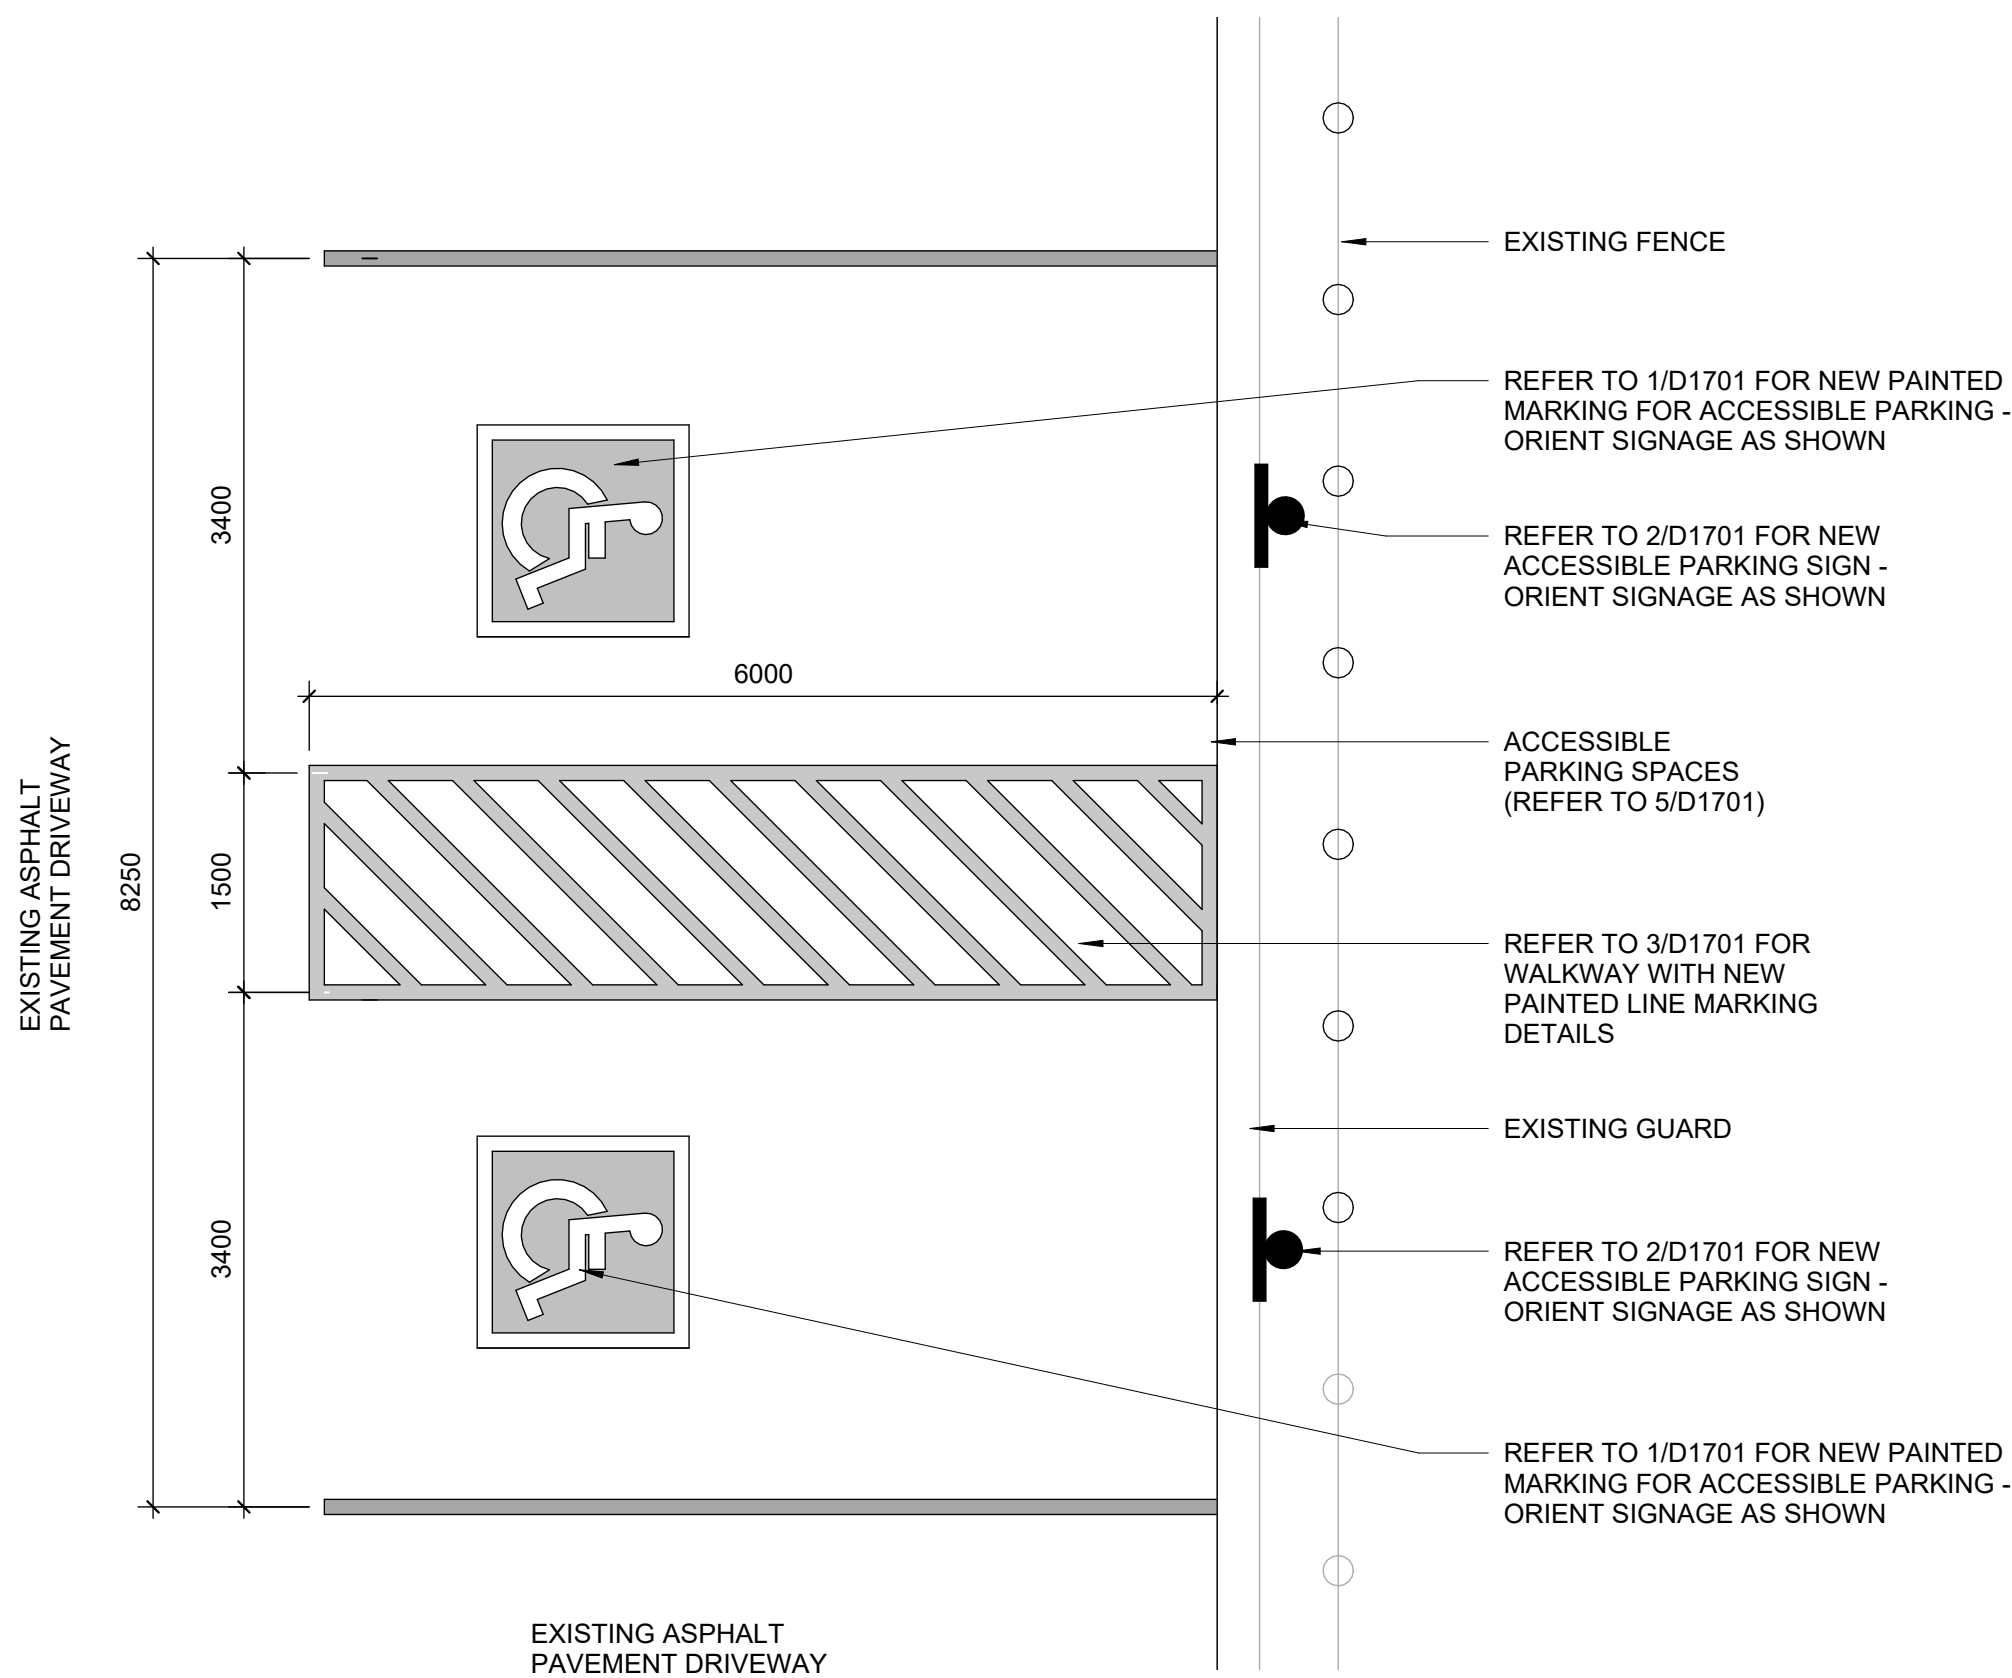 EXISTING FENCE
REFER TO 1/D1701 FOR NEW PAINTED
MARKING FOR ACCESSIBLE PARKING -
ORIENT SIGNAGE AS SHOWN
3400
REFER TO 2/D1701 FOR NEW
ACCESSIBLE PARKING SIGN -
ORIENT SIGNAGE AS SHOWN
6000
ACCESSIBLE
PARKING SPACES
(REFER TO 5/D1701)
EXISTING ASPHALT
PAVEMENT DRIVEWAY
8250
1500
REFER TO 3/D1701 FOR
WALKWAY WITH NEW
PAINTED LINE MARKING
DETAILS
EXISTING GUARD
3400
REFER TO 2/D1701 FOR NEW
ACCESSIBLE PARKING SIGN -
ORIENT SIGNAGE AS SHOWN
REFER TO 1/D1701 FOR NEW PAINTED
MARKING FOR ACCESSIBLE PARKING -
ORIENT SIGNAGE AS SHOWN
EXISTING ASPHALT
PAVEMENT DRIVEWAY